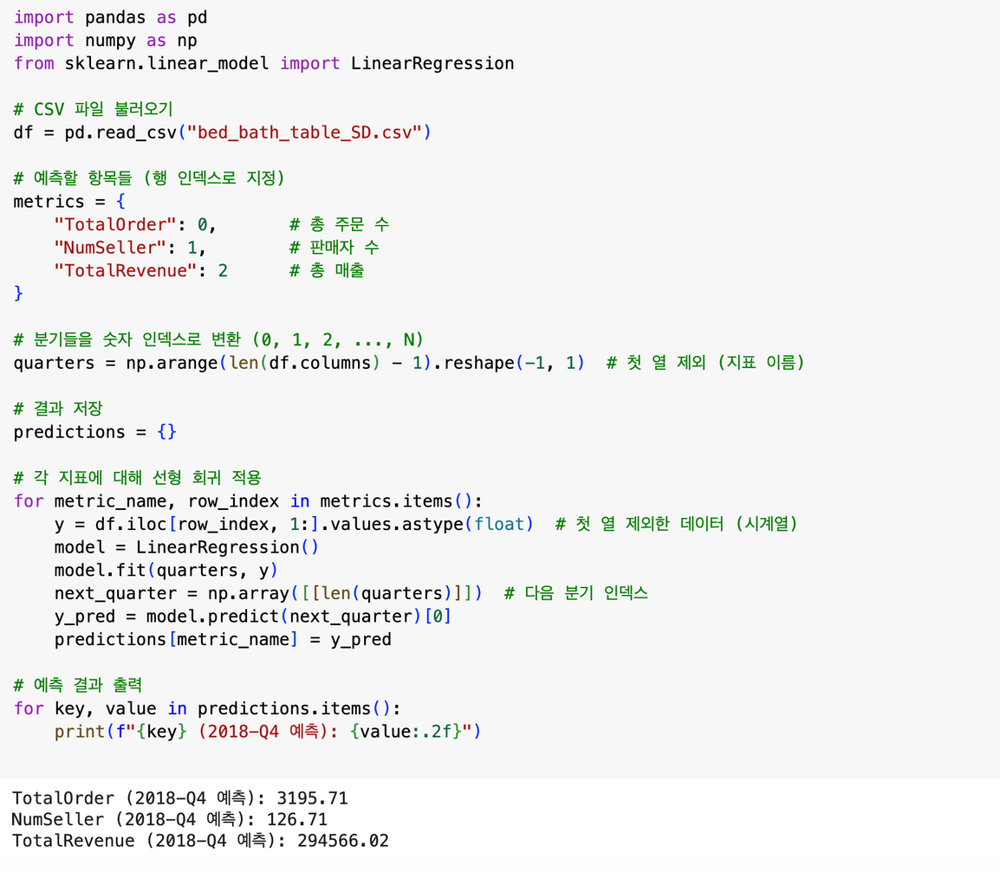 import pandas as pd
import numpy as np
from sklearn.linear_model import LinearRegression
# CSV 파일 불러오기
df = pd.read_csv("bed_bath_table_SD.csv")
# 예측할 항목들 (행 인덱스로 지정)
metrics = {
    "TotalOrder": 0,       # 총 주문 수
    "NumSeller": 1,        # 판매자 수
    "TotalRevenue": 2      # 총 매출
}
# 분기들을 숫자 인덱스로 변환 (0, 1, 2, ..., N)
quarters = np.arange(len(df.columns) - 1).reshape(-1, 1)  # 첫 열 제외 (지표 이름)
# 결과 저장
predictions = {}
# 각 지표에 대해 선형 회귀 적용
for metric_name, row_index in metrics.items():
    y = df.iloc[row_index, 1:].values.astype(float)  # 첫 열 제외한 데이터 (시계열)
    model = LinearRegression()
    model.fit(quarters, y)
    next_quarter = np.array([[len(quarters)]])  # 다음 분기 인덱스
    y_pred = model.predict(next_quarter)[0]
    predictions[metric_name] = y_pred
# 예측 결과 출력
for key, value in predictions.items():
    print(f"{key} (2018-Q4 예측): {value:.2f}")
TotalOrder (2018-Q4 예측): 3195.71
NumSeller (2018-Q4 예측): 126.71
TotalRevenue (2018-Q4 예측): 294566.02